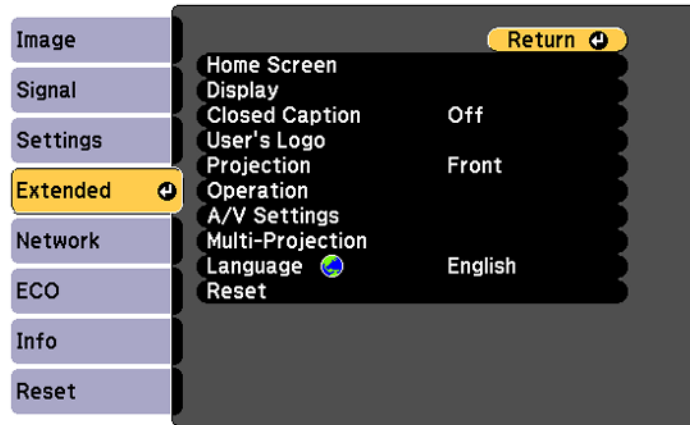 Image
Signal
Settings
Extended
Network
ECO
Info
Reset
Return
Home Screen
Display
Closed Caption Off
User's Logo
Projection Front
Operation
A/V Settings
Multi-Projection
Language English
Reset